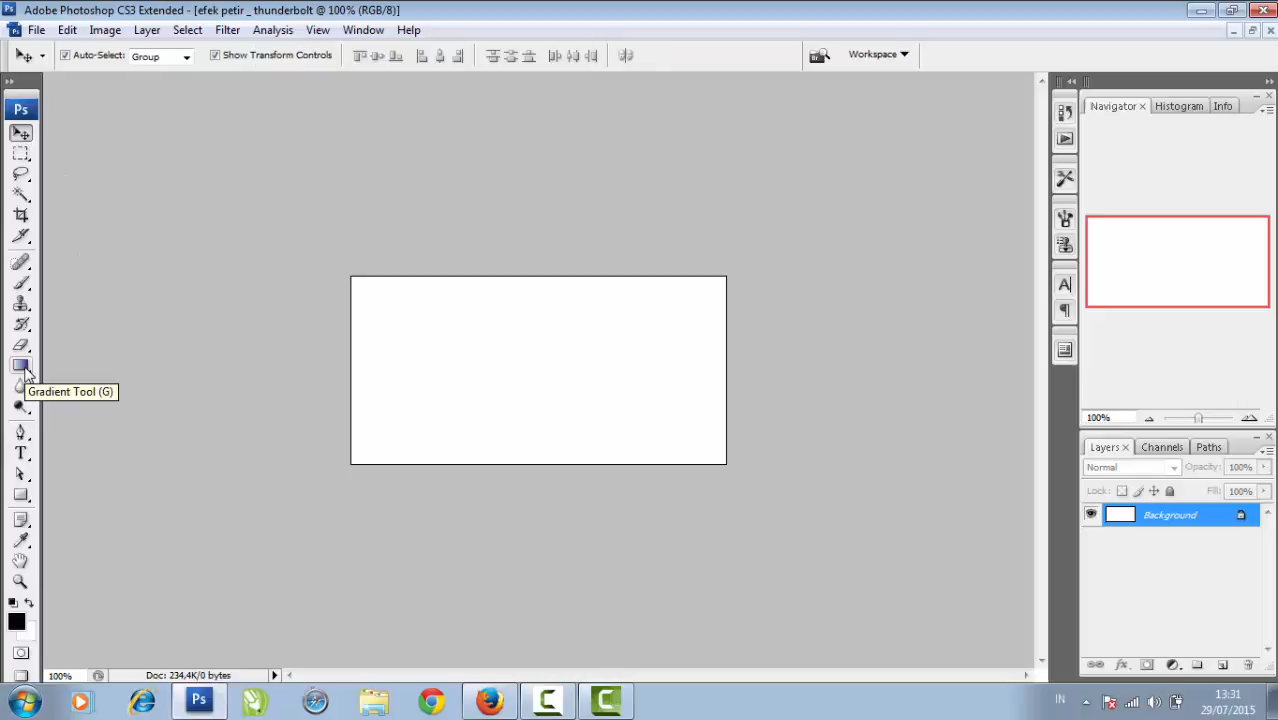 Adobe Photoshop CS3 Extended - [efek petir _ thunderbolt @ 100% (RGB/8)]
File Edit Image Layer Select Filter Analysis View Window Help
Auto-Select: Group Show Transform Controls Workspace
Ps
Navigator Histogram Info
Gradient Tool (G)
T
A
100%
Layers Channels Paths
Normal Opacity: 100%
Lock: Fill: 100%
Background
100% Doc: 234,4K/0 bytes
Ps C C IN 13:31
29/07/2015